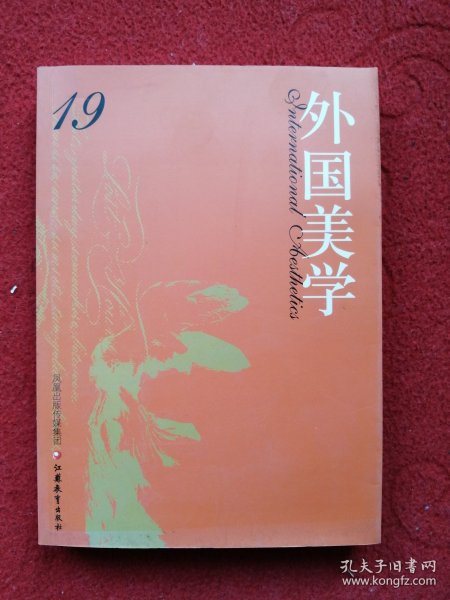 19
外国美学
International Aesthetics
凤凰出版传媒集团
江苏教育出版社
孔夫子旧书网
www.kongfz.com